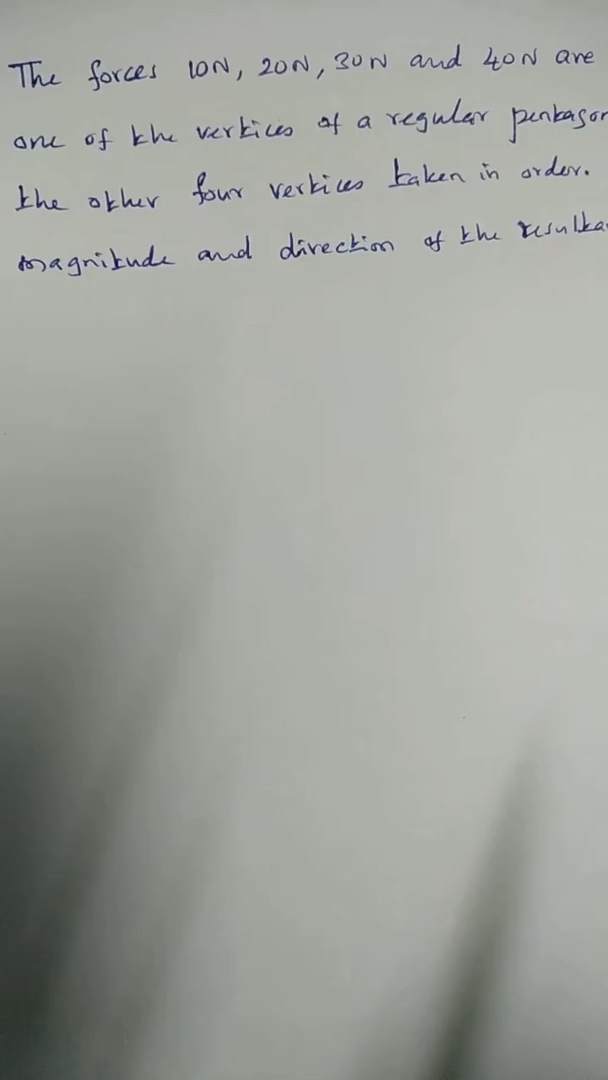 The forces 10N, 20N, 30N and 40N are
one of the vertices of a regular pentagon
the other four vertices taken in order.
magnitude and direction of the resulta